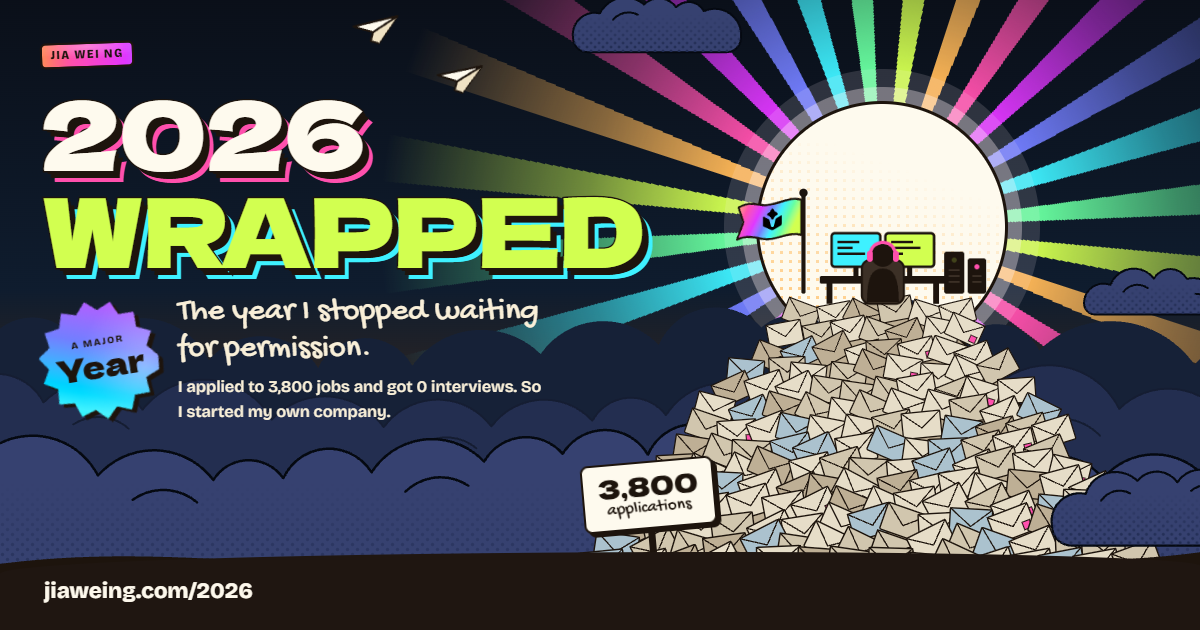 JIA WEI NG
2026
WRAPPED
A MAJOR
Year
The year I stopped waiting
for permission.
I applied to 3,800 jobs and got 0 interviews. So
I started my own company.
3,800
applications
jiaweing.com/2026